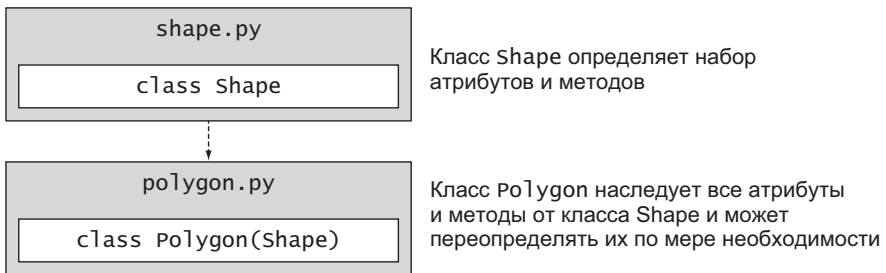 shape.py
class Shape
Класс Shape определяет набор
атрибутов и методов
polygon.py
class Polygon(Shape)
Класс Polygon наследует все атрибуты
и методы от класса Shape и может
переопределять их по мере необходимости